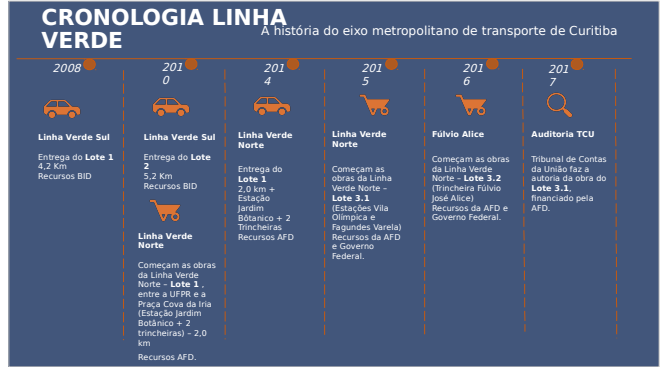 CRONOLOGIA LINHA
VERDE
A história do eixo metropolitano de transporte de Curitiba
2008
201
0
201
4
201
5
201
6
201
7
Linha Verde Sul
Entrega do Lote 1
4,2 Km
Recursos BID
Linha Verde Sul
Entrega do Lote
2
5,2 Km
Recursos BID
Linha Verde
Norte
Começam as obras
da Linha Verde
Norte – Lote 1 ,
entre a UFPR e a
Praça Cova da Iria
(Estação Jardim
Botânico + 2
trincheiras) – 2,0
km
Recursos AFD.
Linha Verde
Norte
Entrega do
Lote 1
2,0 km +
Estação
Jardim
Bôtanico + 2
Trincheiras
Recursos AFD
Linha Verde
Norte
Começam as
obras da Linha
Verde Norte –
Lote 3.1
(Estações Vila
Olímpica e
Fagundes Varela)
Recursos da AFD
e Governo
Federal.
Fúlvio Alice
Começam as obras
da Linha Verde
Norte – Lote 3.2
(Trincheira Fúlvio
José Alice)
Recursos da AFD e
Governo Federal.
Auditoria TCU
Tribunal de Contas
da União faz a
autoria da obra do
Lote 3.1,
financiado pela
AFD.